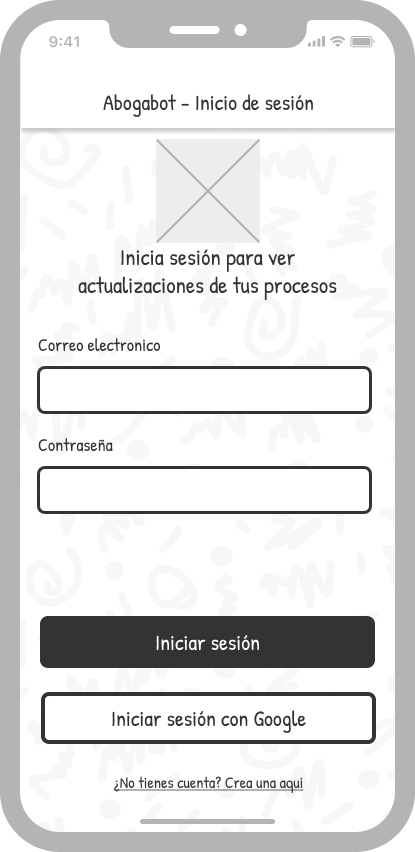 9:41
Abogabot - Inicio de sesión
Inicia sesión para ver
actualizaciones de tus procesos
Correo electronico
Contraseña
Iniciar sesión
Iniciar sesión con Google
¿No tienes cuenta? Crea una aqui